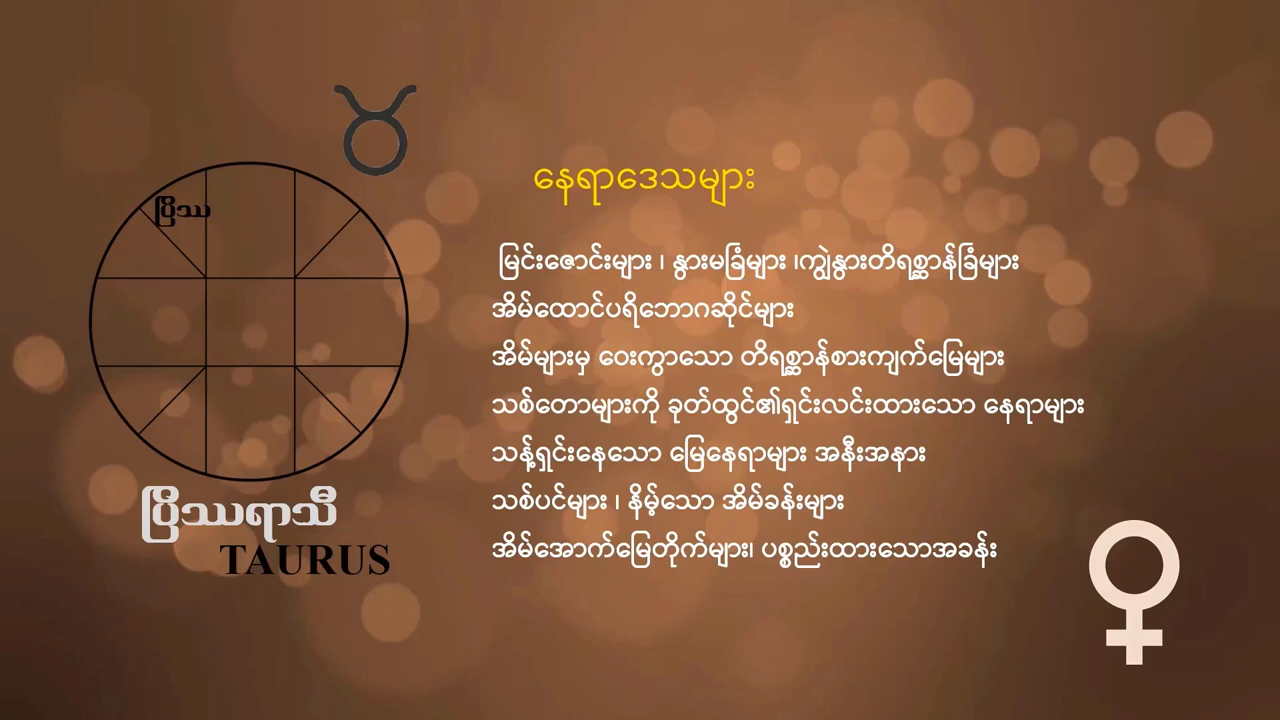 ပြိဿ
နေရာဒေသများ
မြင်းဇောင်းများ ၊ နွားမခြံများ ၊ကျွဲနွားတိရစ္ဆာန်ခြံများ
အိမ်ထောင်ပရိဘောဂဆိုင်များ
အိမ်များမှ ဝေးကွာသော တိရစ္ဆာန်စားကျက်မြေများ
သစ်တောများကို ခုတ်ထွင်၏ရှင်းလင်းထားသော နေရာများ
သန့်ရှင်းနေသော မြေနေရာများ အနီးအနား
သစ်ပင်များ ၊ နိမ့်သော အိမ်ခန်းများ
အိမ်အောက်မြေတိုက်များ၊ ပစ္စည်းထားသောအခန်း
ပြိဿရာသီ
TAURUS